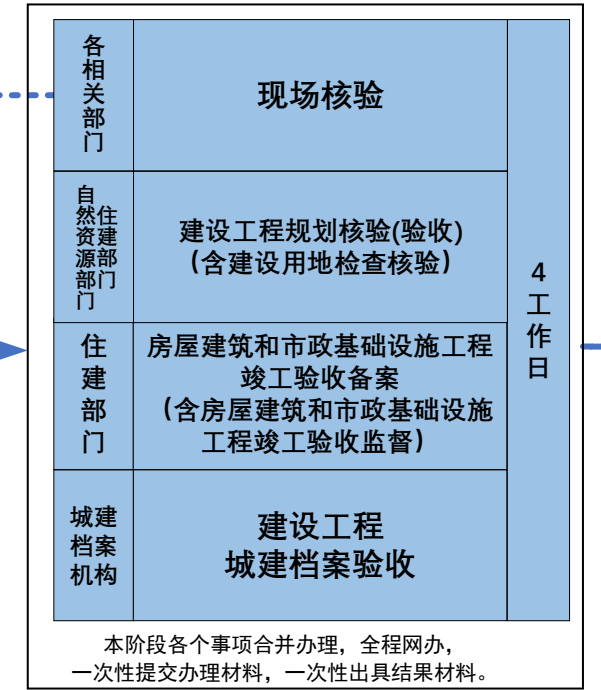 各相关部门
现场核验
自然资源部门
住建部门
建设工程规划核验(验收)
（含建设用地检查核验）
住建部门
房屋建筑和市政基础设施工程
竣工验收备案
（含房屋建筑和市政基础设施
工程竣工验收监督）
城建
档案
机构
建设工程
城建档案验收
4工作日
本阶段各个事项合并办理，全程网办，
一次性提交办理材料，一次性出具结果材料。